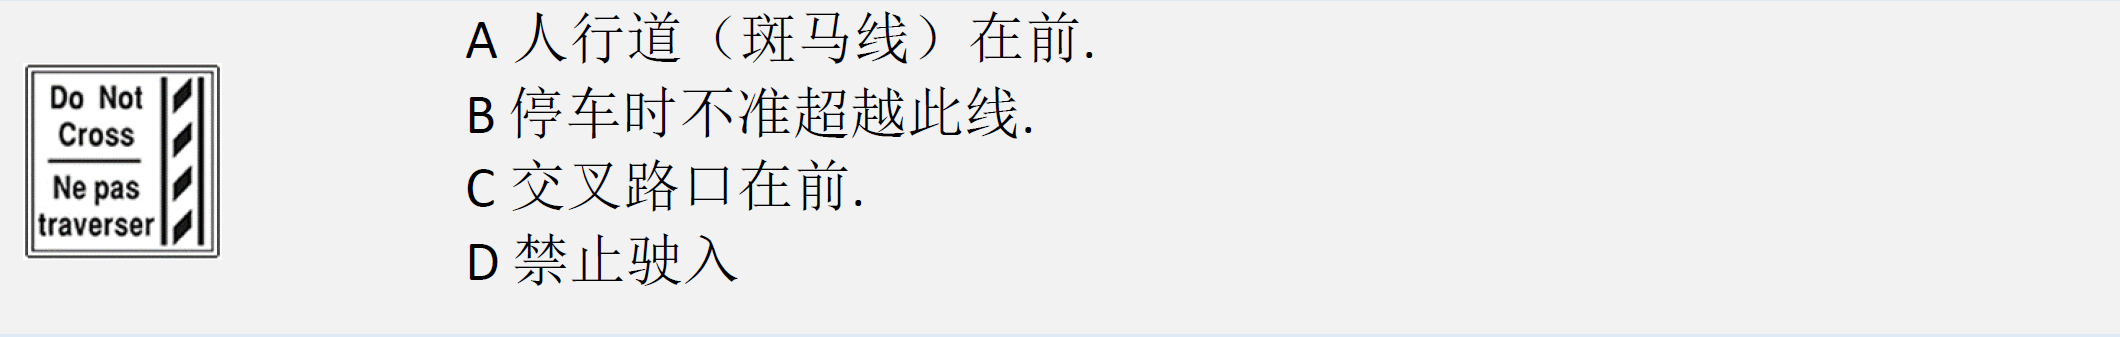 Do Not
Cross
Ne pas
traverser
A 人行道（斑马线）在前.
B 停车时不准超越此线.
C 交叉路口在前.
D 禁止驶入